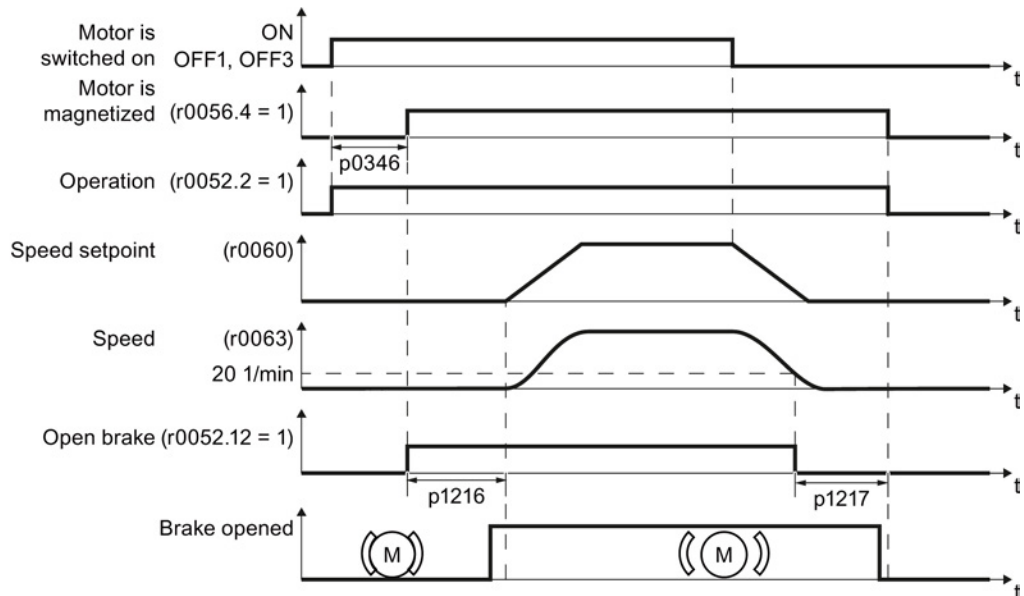 Motor is ON
switched on OFF1, OFF3
t
Motor is
magnetized (r0056.4 = 1)
t
p0346
Operation (r0052.2 = 1)
t
Speed setpoint (r0060)
t
Speed (r0063)
20 1/min
t
Open brake (r0052.12 = 1)
t
p1216 p1217
Brake opened
M M
t